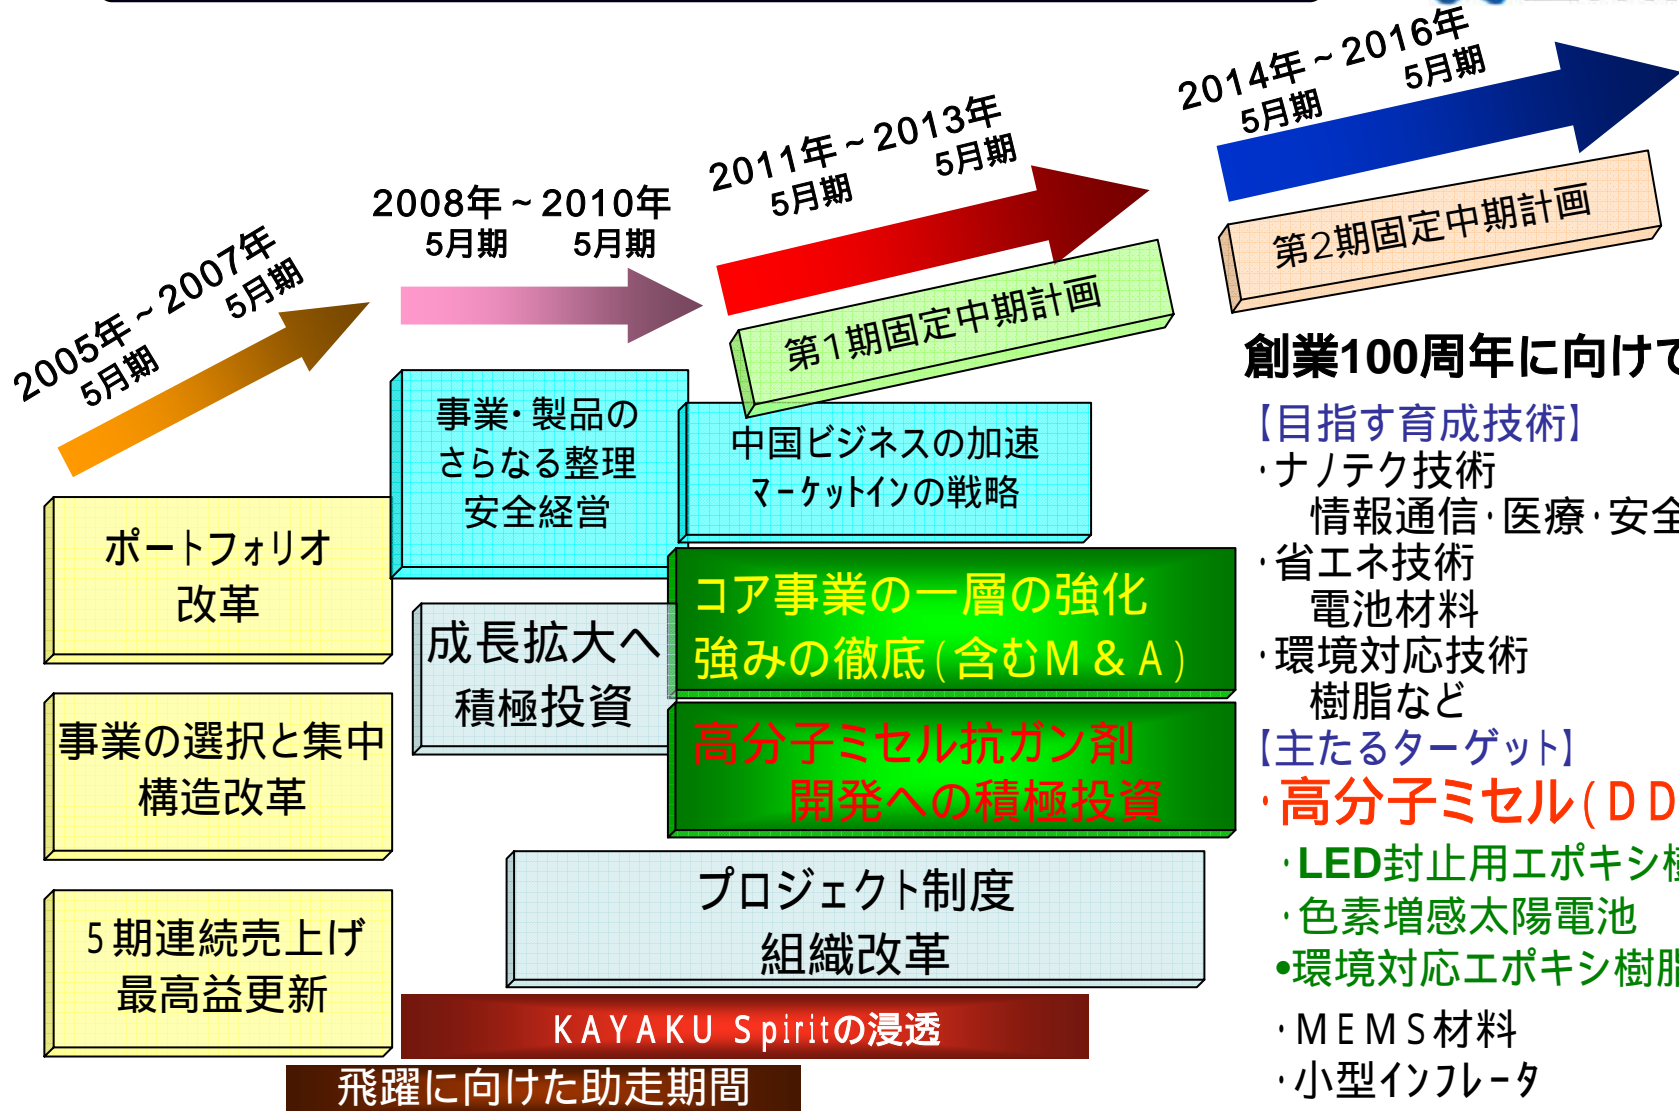 2005年～2007年
5月期 5月期
2008年～2010年
5月期 5月期
2011年～2013年
5月期 5月期
2014年～2016年
5月期 5月期
第1期固定中期計画
第2期固定中期計画
ポートフォリオ
改革
事業の選択と集中
構造改革
5期連続売上げ
最高益更新
事業・製品の
さらなる整理
安全経営
成長拡大へ
積極投資
中国ビジネスの加速
マーケットインの戦略
コア事業の一層の強化
強みの徹底(含むM＆A)
高分子ミセル抗ガン剤
開発への積極投資
プロジェクト制度
組織改革
KAYAKU Spiritの浸透
飛躍に向けた助走期間
創業100周年に向けて
【目指す育成技術】
・ナノテク技術
情報通信・医療・安全
・省エネ技術
電池材料
・環境対応技術
樹脂など
【主たるターゲット】
・高分子ミセル(DD
・LED封止用エポキシ樹
・色素増感太陽電池
•環境対応エポキシ樹脂
・MEMS材料
・小型インフレータ